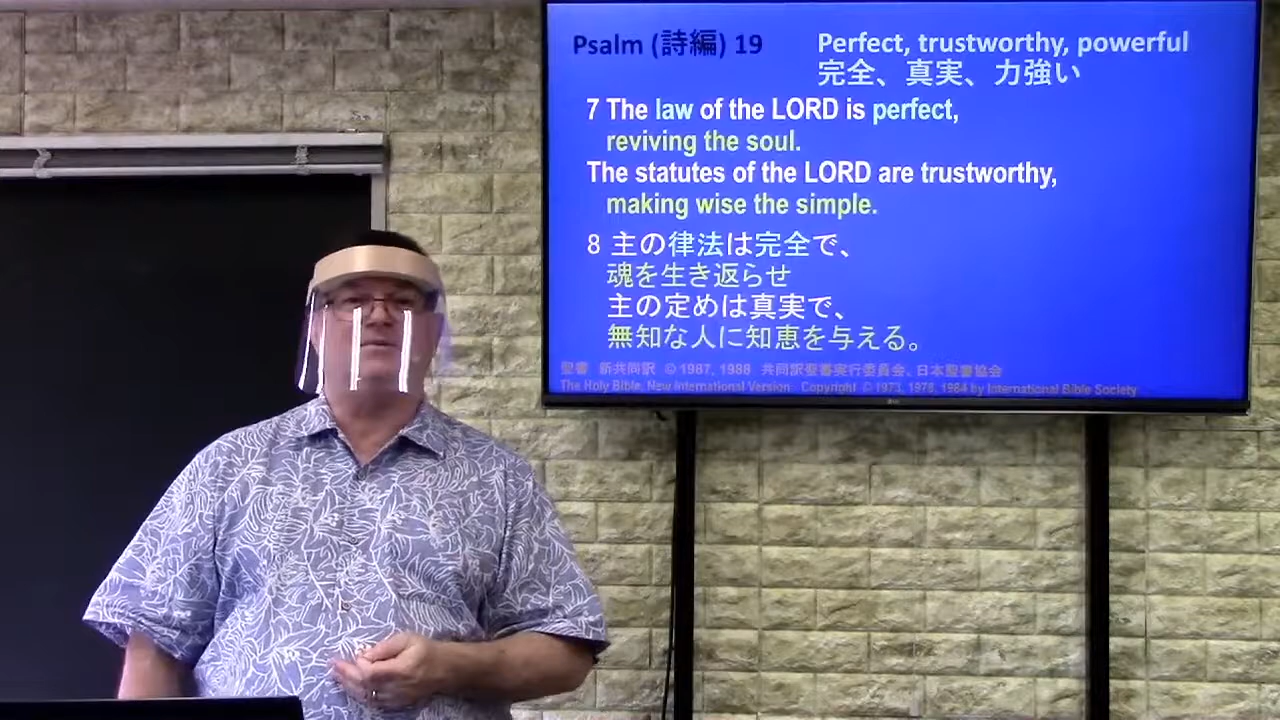 Psalm (詩編) 19
Perfect, trustworthy, powerful
完全、真実、力強い
7 The law of the LORD is perfect,
reviving the soul.
The statutes of the LORD are trustworthy,
making wise the simple.
8 主の律法は完全で、
魂を生き返らせ
主の定めは真実で、
無知な人に知恵を与える。
聖書 新共同訳 © 1987, 1988 共同訳聖書実行委員会、日本聖書協会
The Holy Bible, New International Version Copyright © 1973, 1978, 1984 by International Bible Society